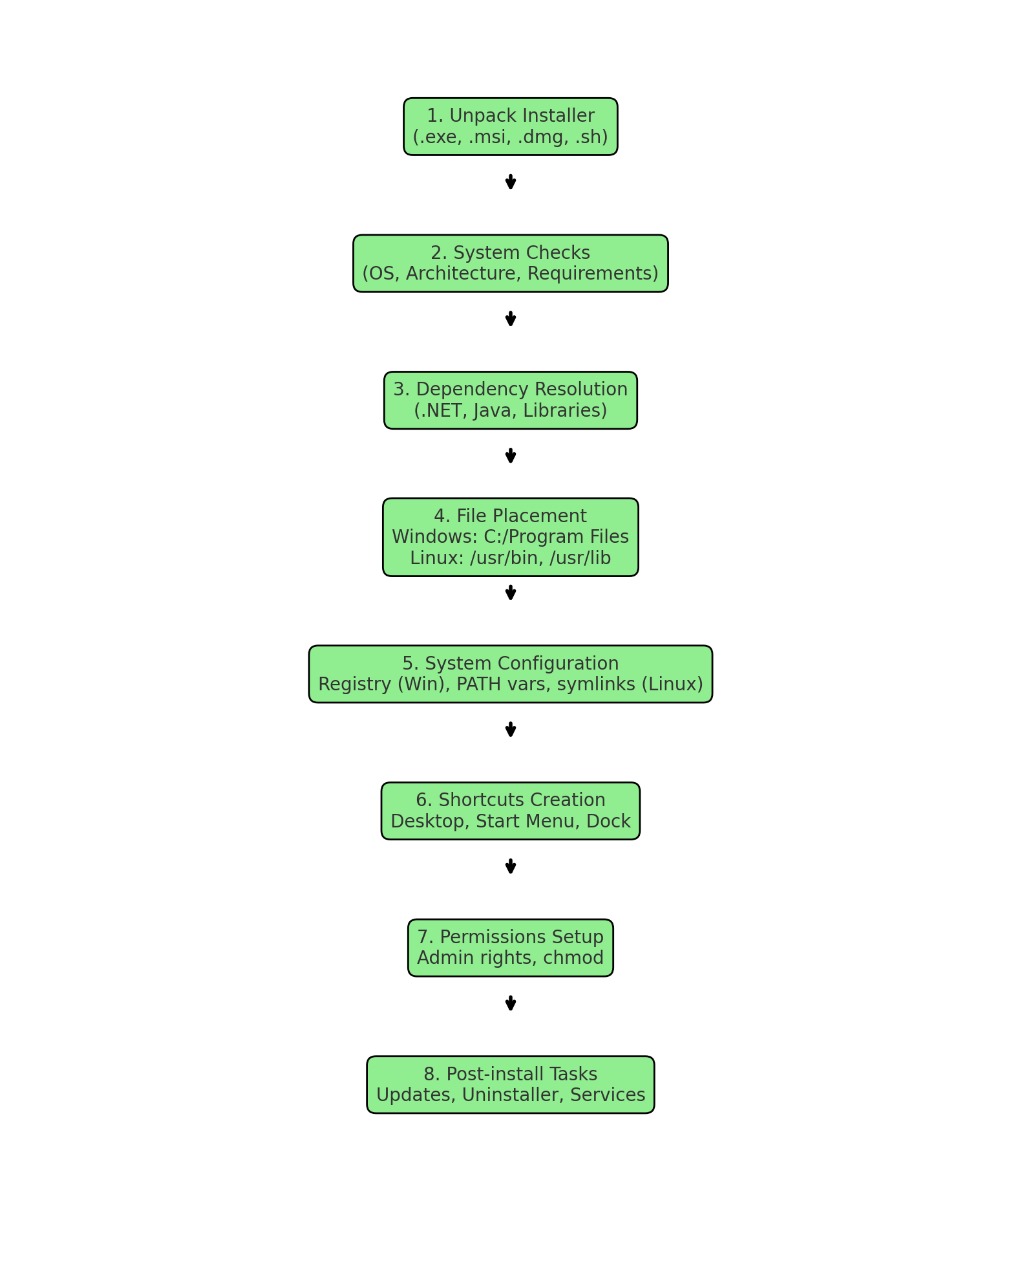 1. Unpack Installer
(.exe, .msi, .dmg, .sh)
2. System Checks
(OS, Architecture, Requirements)
3. Dependency Resolution
(.NET, Java, Libraries)
4. File Placement
Windows: C:/Program Files
Linux: /usr/bin, /usr/lib
5. System Configuration
Registry (Win), PATH vars, symlinks (Linux)
6. Shortcuts Creation
Desktop, Start Menu, Dock
7. Permissions Setup
Admin rights, chmod
8. Post-install Tasks
Updates, Uninstaller, Services